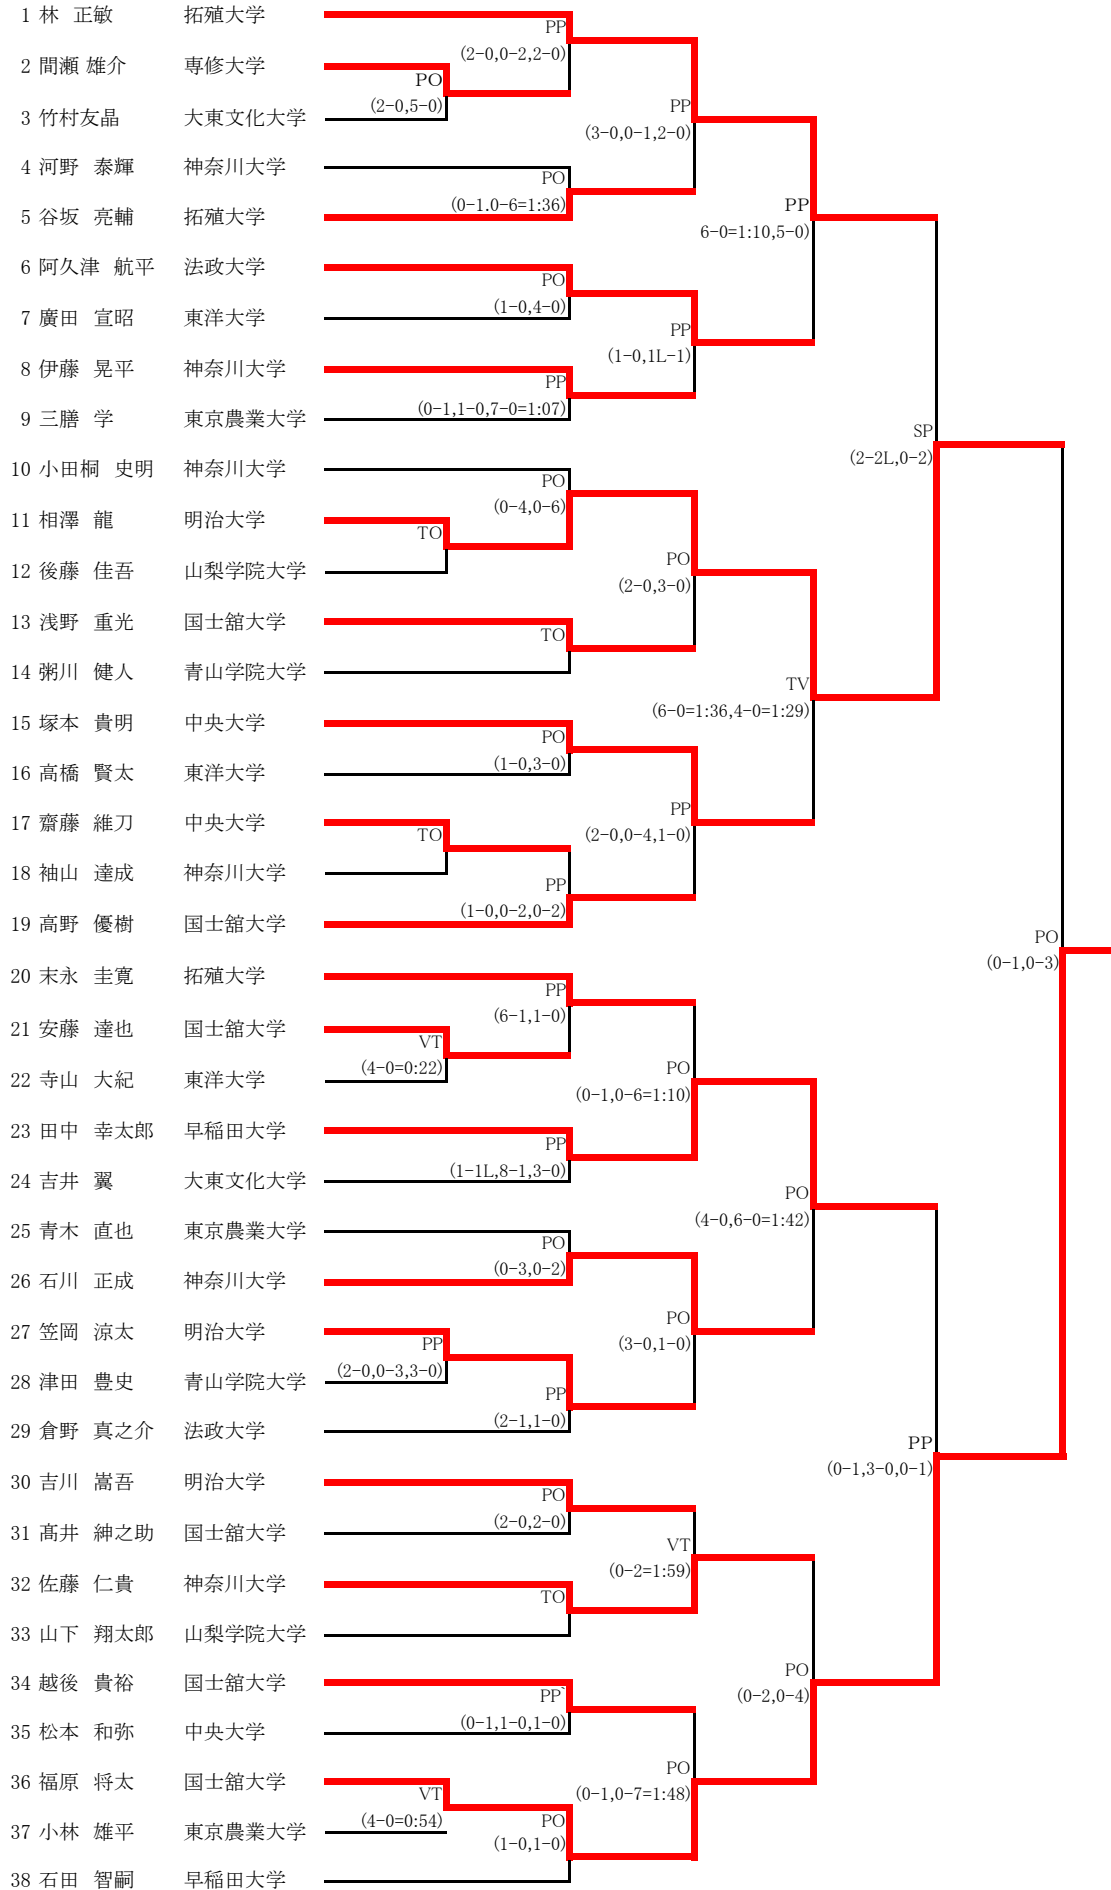 1 林 正敏 拓殖大学
PP
(2-0,0-2,2-0)
2 間瀬 雄介 専修大学
PO
(2-0,5-0)
3 竹村友晶 大東文化大学
PP
(3-0,0-1,2-0)
4 河野 泰輝 神奈川大学
PO
(0-1.0-6=1:36)
5 谷坂 亮輔 拓殖大学
PP
6-0=1:10,5-0)
6 阿久津 航平 法政大学
PO
(1-0,4-0)
7 廣田 宣昭 東洋大学
PP
(1-0,1L-1)
8 伊藤 晃平 神奈川大学
PP
(0-1,1-0,7-0=1:07)
9 三膳 学 東京農業大学
SP
(2-2L,0-2)
10 小田桐 史明 神奈川大学
PO
(0-4,0-6)
11 相澤 龍 明治大学
TO
12 後藤 佳吾 山梨学院大学
PO
(2-0,3-0)
13 浅野 重光 国士舘大学
TO
14 粥川 健人 青山学院大学
TV
(6-0=1:36,4-0=1:29)
15 塚本 貴明 中央大学
PO
(1-0,3-0)
16 高橋 賢太 東洋大学
PP
(2-0,0-4,1-0)
17 齋藤 維刀 中央大学
TO
18 袖山 達成 神奈川大学
PP
(1-0,0-2,0-2)
19 高野 優樹 国士舘大学
PO
(0-1,0-3)
20 末永 圭寛 拓殖大学
PP
(6-1,1-0)
21 安藤 達也 国士舘大学
VT
(4-0=0:22)
22 寺山 大紀 東洋大学
PO
(0-1,0-6=1:10)
23 田中 幸太郎 早稲田大学
PP
(1-1L,8-1,3-0)
24 吉井 翼 大東文化大学
PO
(4-0,6-0=1:42)
25 青木 直也 東京農業大学
PO
(0-3,0-2)
26 石川 正成 神奈川大学
PO
(3-0,1-0)
27 笠岡 涼太 明治大学
PP
(2-0,0-3,3-0)
28 津田 豊史 青山学院大学
PP
(2-1,1-0)
29 倉野 真之介 法政大学
PP
(0-1,3-0,0-1)
30 吉川 嵩吾 明治大学
PO
(2-0,2-0)
31 髙井 紳之助 国士舘大学
VT
(0-2=1:59)
32 佐藤 仁貴 神奈川大学
TO
33 山下 翔太郎 山梨学院大学
PO
(0-2,0-4)
34 越後 貴裕 国士舘大学
PP`
(0-1,1-0,1-0)
35 松本 和弥 中央大学
PO
(0-1,0-7=1:48)
36 福原 将太 国士舘大学
VT
(4-0=0:54)
37 小林 雄平 東京農業大学
PO
(1-0,1-0)
38 石田 智嗣 早稲田大学